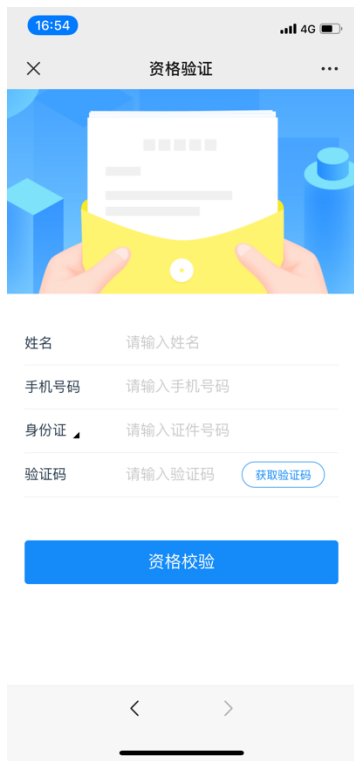 16:54 4G
资格验证
姓名 请输入姓名
手机号码 请输入手机号码
身份证 请输入证件号码
验证码 请输入验证码 获取验证码
资格校验